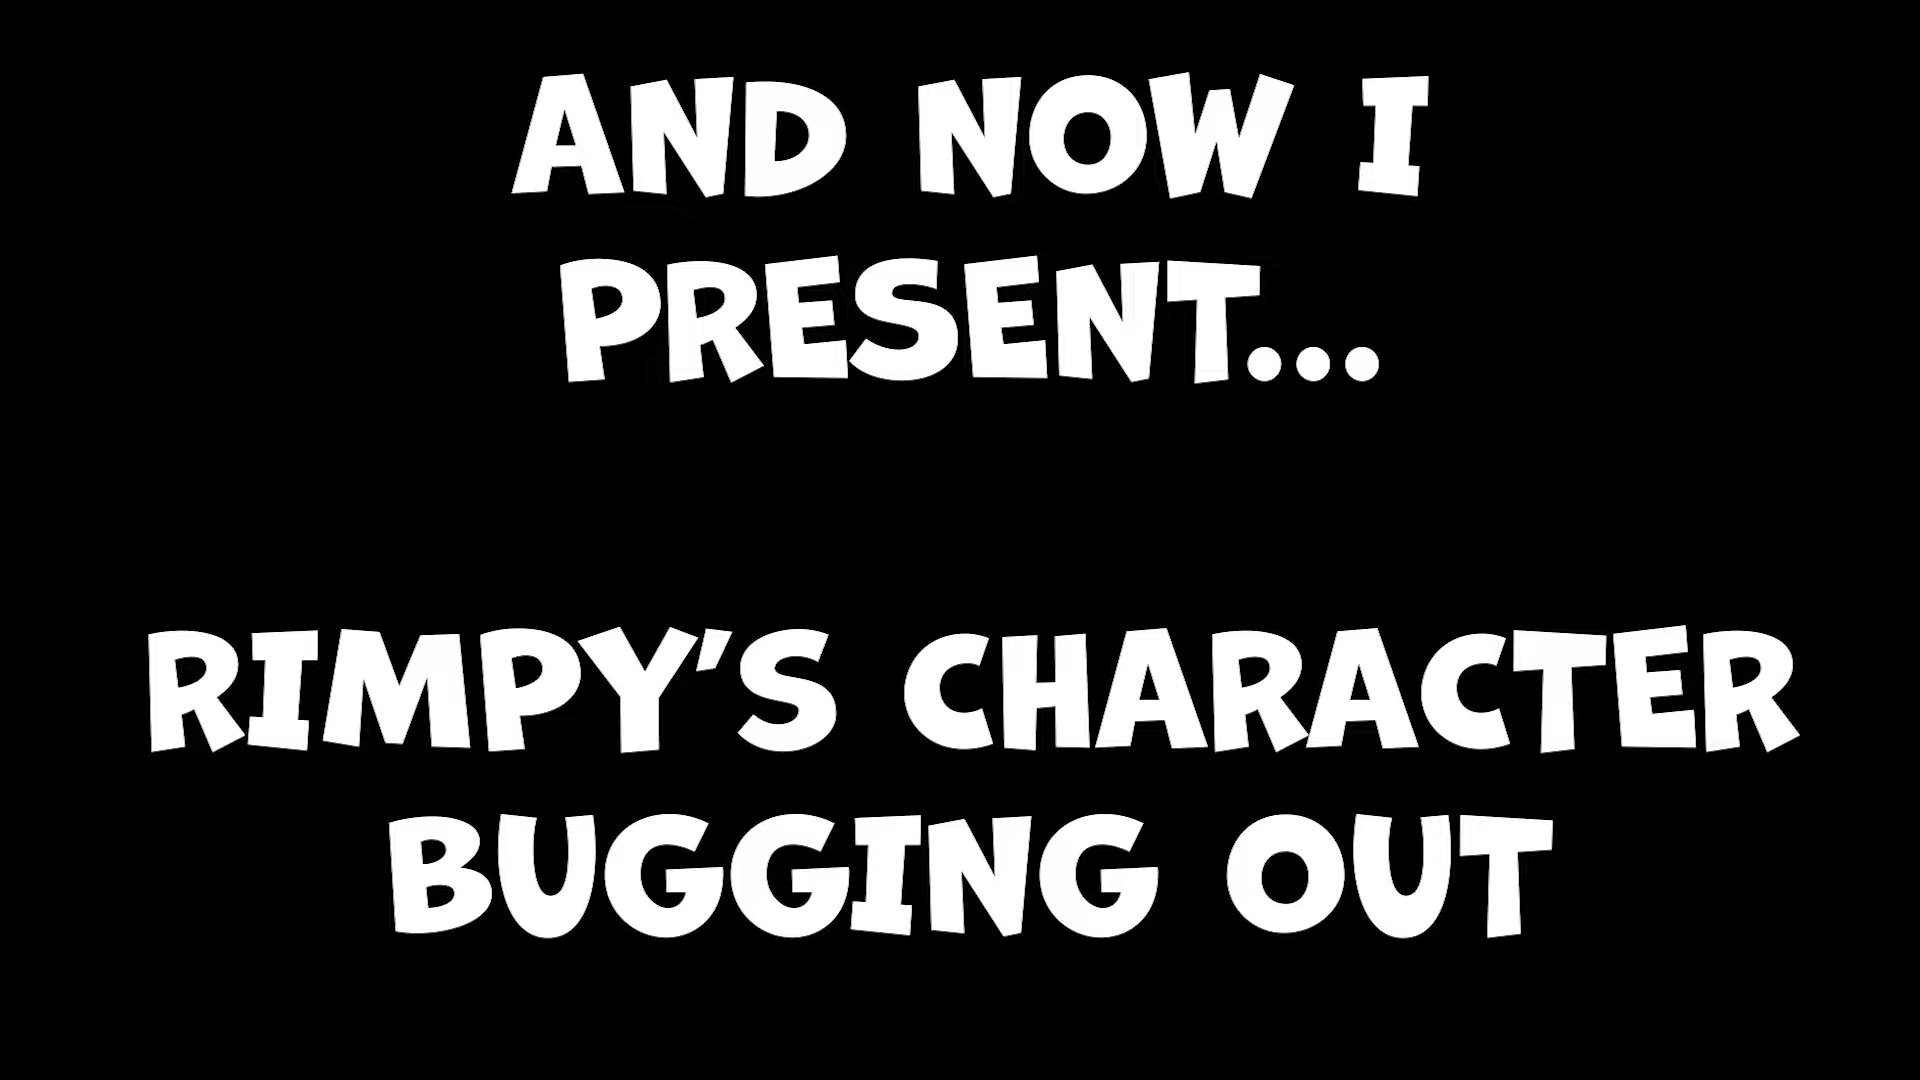 AND NOW I
PRESENT...
RIMPY'S CHARACTER
BUGGING OUT